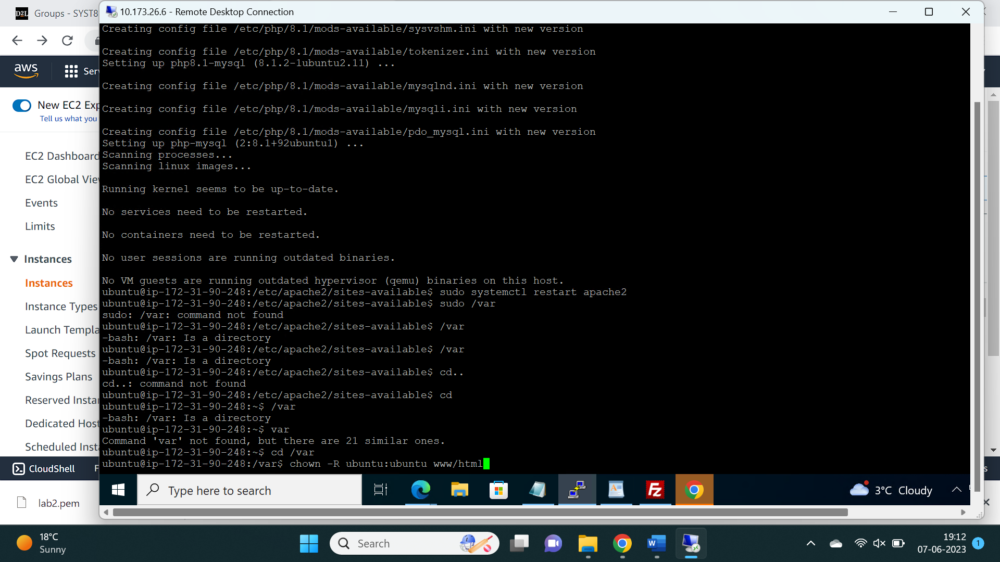 Groups - SYST8
10.173.26.6 - Remote Desktop Connection
aws
Ser
New EC2 Exp
Tell us what you
EC2 Dashboard
EC2 Global Vie
Events
Limits
Instances
Instances
Instance Types
Launch Templa
Spot Requests
Savings Plans
Reserved Insta
Dedicated Host
Scheduled Insta
CloudShell
F
lab2.pem
Creating config file /etc/php/8.1/mods-available/sysvshm.ini with new version
Creating config file /etc/php/8.1/mods-available/tokenizer.ini with new version
Setting up php8.1-mysql (8.1.2-1ubuntu2.11) ...
Creating config file /etc/php/8.1/mods-available/mysqlnd.ini with new version
Creating config file /etc/php/8.1/mods-available/mysqli.ini with new version
Creating config file /etc/php/8.1/mods-available/pdo_mysql.ini with new version
Setting up php-mysql (2:8.1+92ubuntu1) ...
Scanning processes...
Scanning linux images...
Running kernel seems to be up-to-date.
No services need to be restarted.
No containers need to be restarted.
No user sessions are running outdated binaries.
No VM guests are running outdated hypervisor (qemu) binaries on this host.
ubuntu@ip-172-31-90-248:/etc/apache2/sites-available$ sudo systemctl restart apache2
ubuntu@ip-172-31-90-248:/etc/apache2/sites-available$ sudo /var
sudo: /var: command not found
ubuntu@ip-172-31-90-248:/etc/apache2/sites-available$ /var
-bash: /var: Is a directory
ubuntu@ip-172-31-90-248:/etc/apache2/sites-available$ /var
-bash: /var: Is a directory
ubuntu@ip-172-31-90-248:/etc/apache2/sites-available$ cd..
cd..: command not found
ubuntu@ip-172-31-90-248:/etc/apache2/sites-available$ cd
ubuntu@ip-172-31-90-248:~$ /var
-bash: /var: Is a directory
ubuntu@ip-172-31-90-248:~$ var
Command 'var' not found, but there are 21 similar ones.
ubuntu@ip-172-31-90-248:~$ cd /var
ubuntu@ip-172-31-90-248:/var$ chown -R ubuntu:ubuntu www/html
Type here to search
3°C Cloudy
18°C
Sunny
Search
19:12
07-06-2023
1